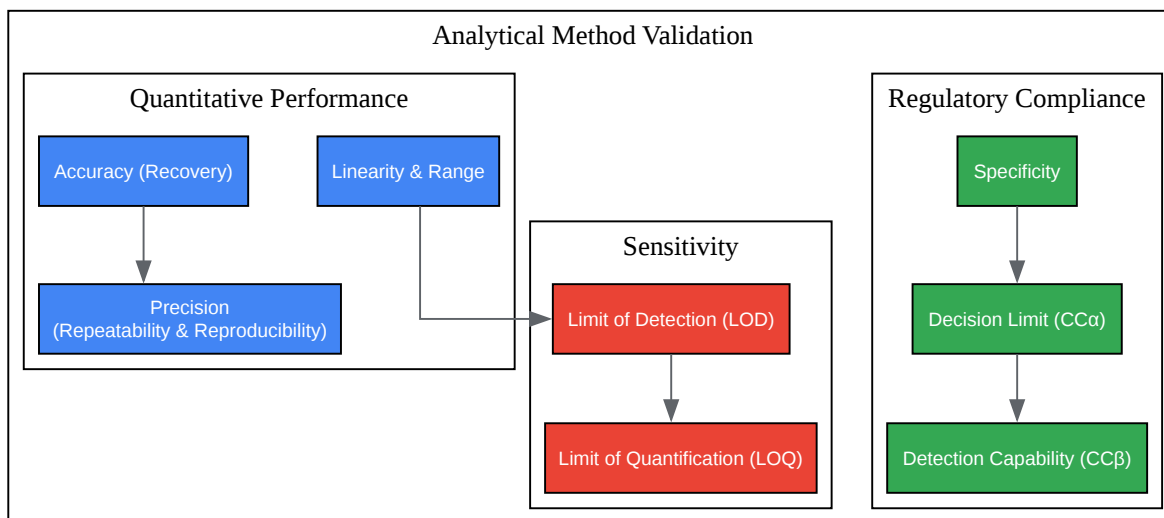 Analytical Method Validation
Quantitative Performance
Accuracy (Recovery)
Linearity & Range
Precision
(Repeatability & Reproducibility)
Sensitivity
Limit of Detection (LOD)
Limit of Quantification (LOQ)
Regulatory Compliance
Specificity
Decision Limit (CCα)
Detection Capability (CCβ)